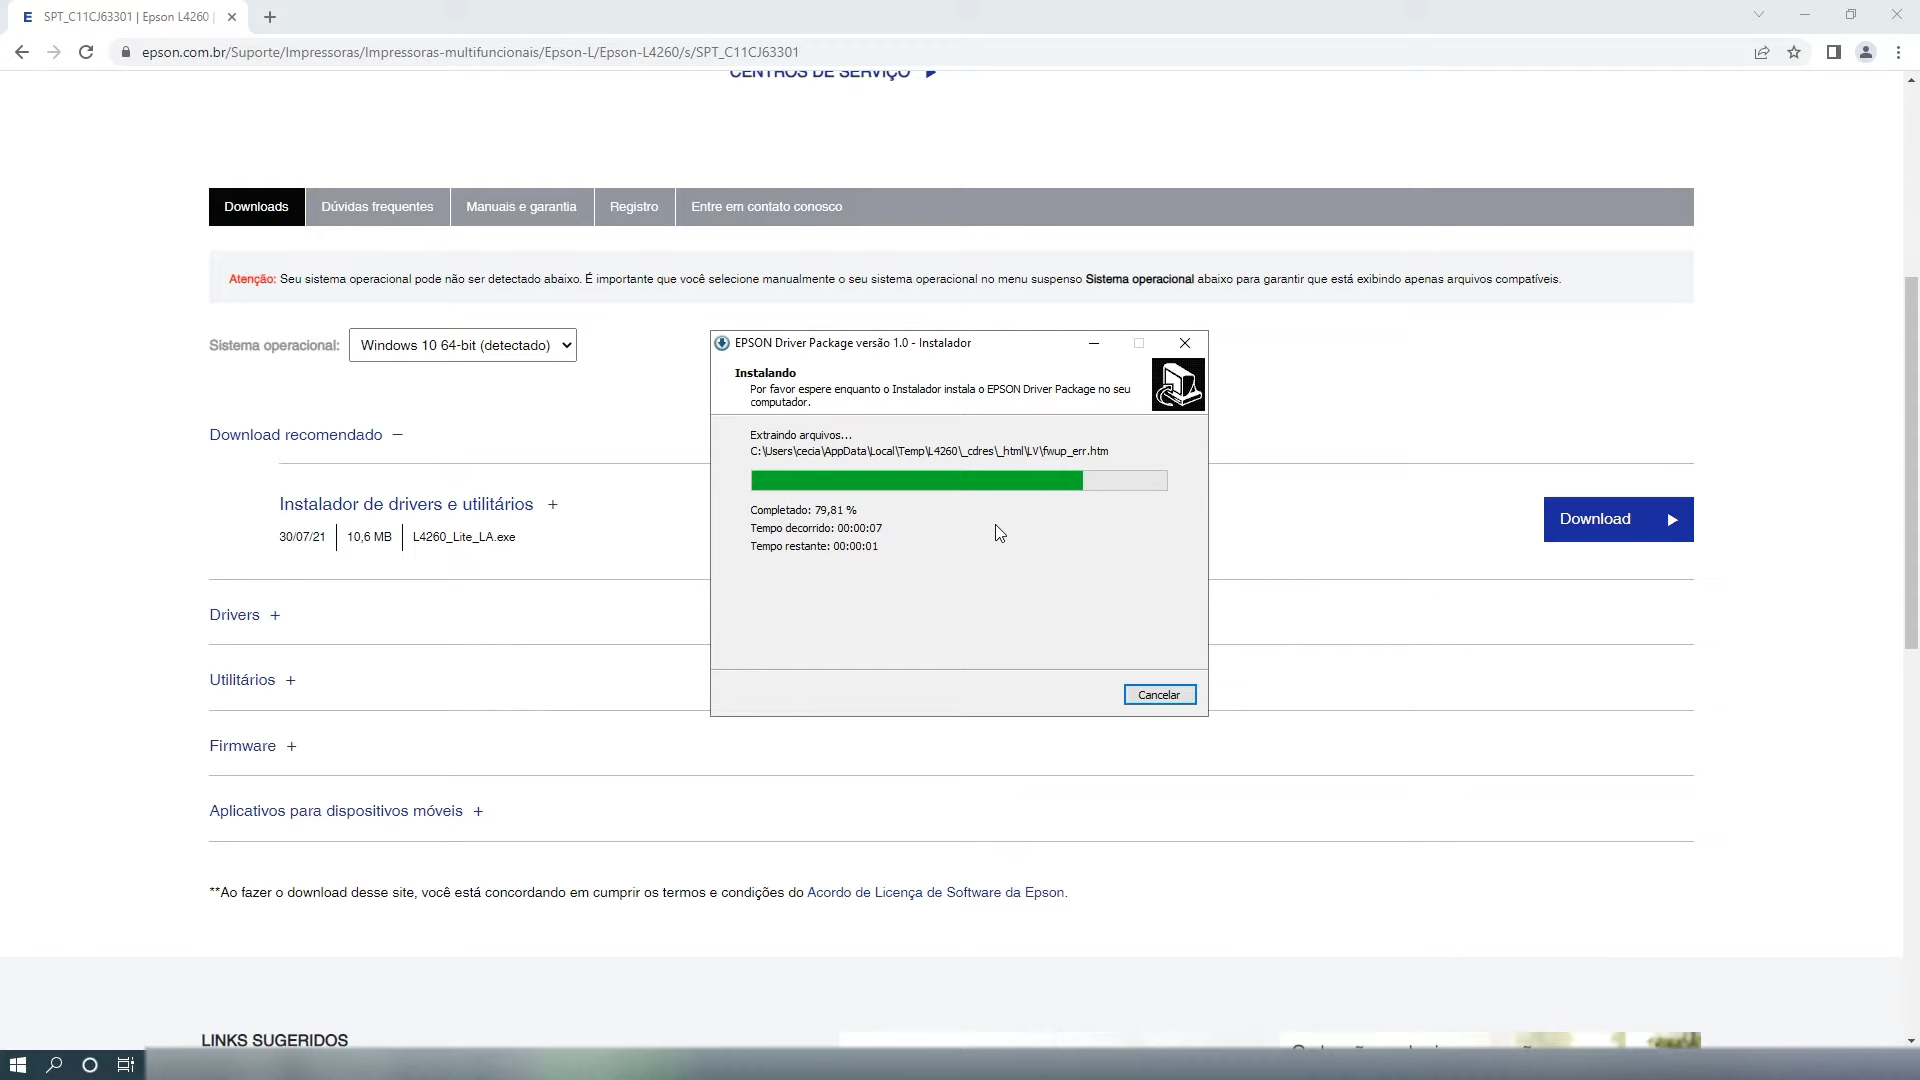 SPT_C11CJ63301 | Epson L4260 |
epson.com.br/Suporte/Impressoras/Impressoras-multifuncionais/Epson-L/Epson-L4260/s/SPT_C11CJ63301
CENTROS DE SERVIÇO
Downloads
Dúvidas frequentes
Manuais e garantia
Registro
Entre em contato conosco
Atenção: Seu sistema operacional pode não ser detectado abaixo. É importante que você selecione manualmente o seu sistema operacional no menu suspenso Sistema operacional abaixo para garantir que está exibindo apenas arquivos compatíveis.
Sistema operacional: Windows 10 64-bit (detectado)
EPSON Driver Package versão 1.0 - Instalador
Instalando
Por favor espere enquanto o Instalador instala o EPSON Driver Package no seu
computador.
Extraindo arquivos...
C:\Users\cecia\AppData\Local\Temp\L4260\_cdres\_html\LV\fwup_err.htm
Completado: 79,81 %
Tempo decorrido: 00:00:07
Tempo restante: 00:00:01
Cancelar
Download recomendado −
Instalador de drivers e utilitários +
30/07/21 | 10,6 MB | L4260_Lite_LA.exe
Download
Drivers +
Utilitários +
Firmware +
Aplicativos para dispositivos móveis +
**Ao fazer o download desse site, você está concordando em cumprir os termos e condições do Acordo de Licença de Software da Epson.
LINKS SUGERIDOS